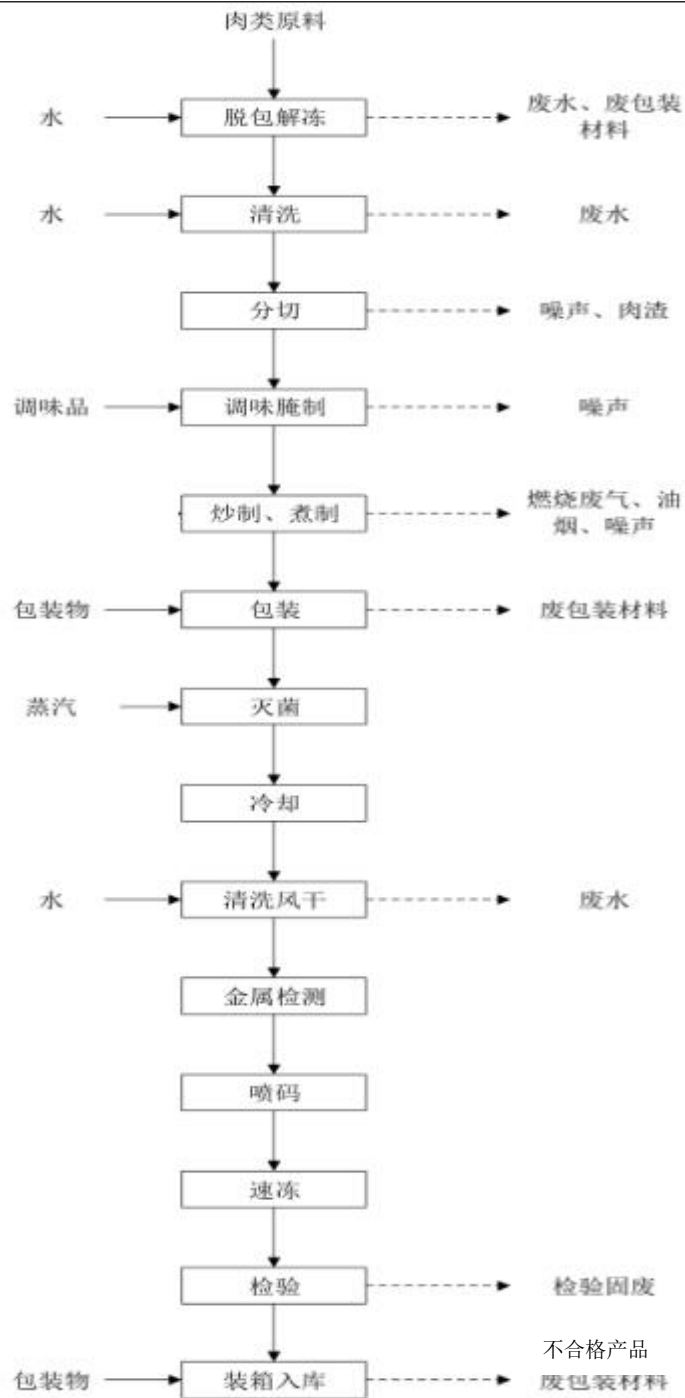 肉类原料
水
脱包解冻
废水、废包装
材料
水
清洗
废水
分切
噪声、肉渣
调味品
调味腌制
噪声
炒制、煮制
燃烧废气、油
烟、噪声
包装物
包装
废包装材料
蒸汽
灭菌
冷却
水
清洗风干
废水
金属检测
喷码
速冻
检验
检验固废
不合格产品
包装物
装箱入库
废包装材料